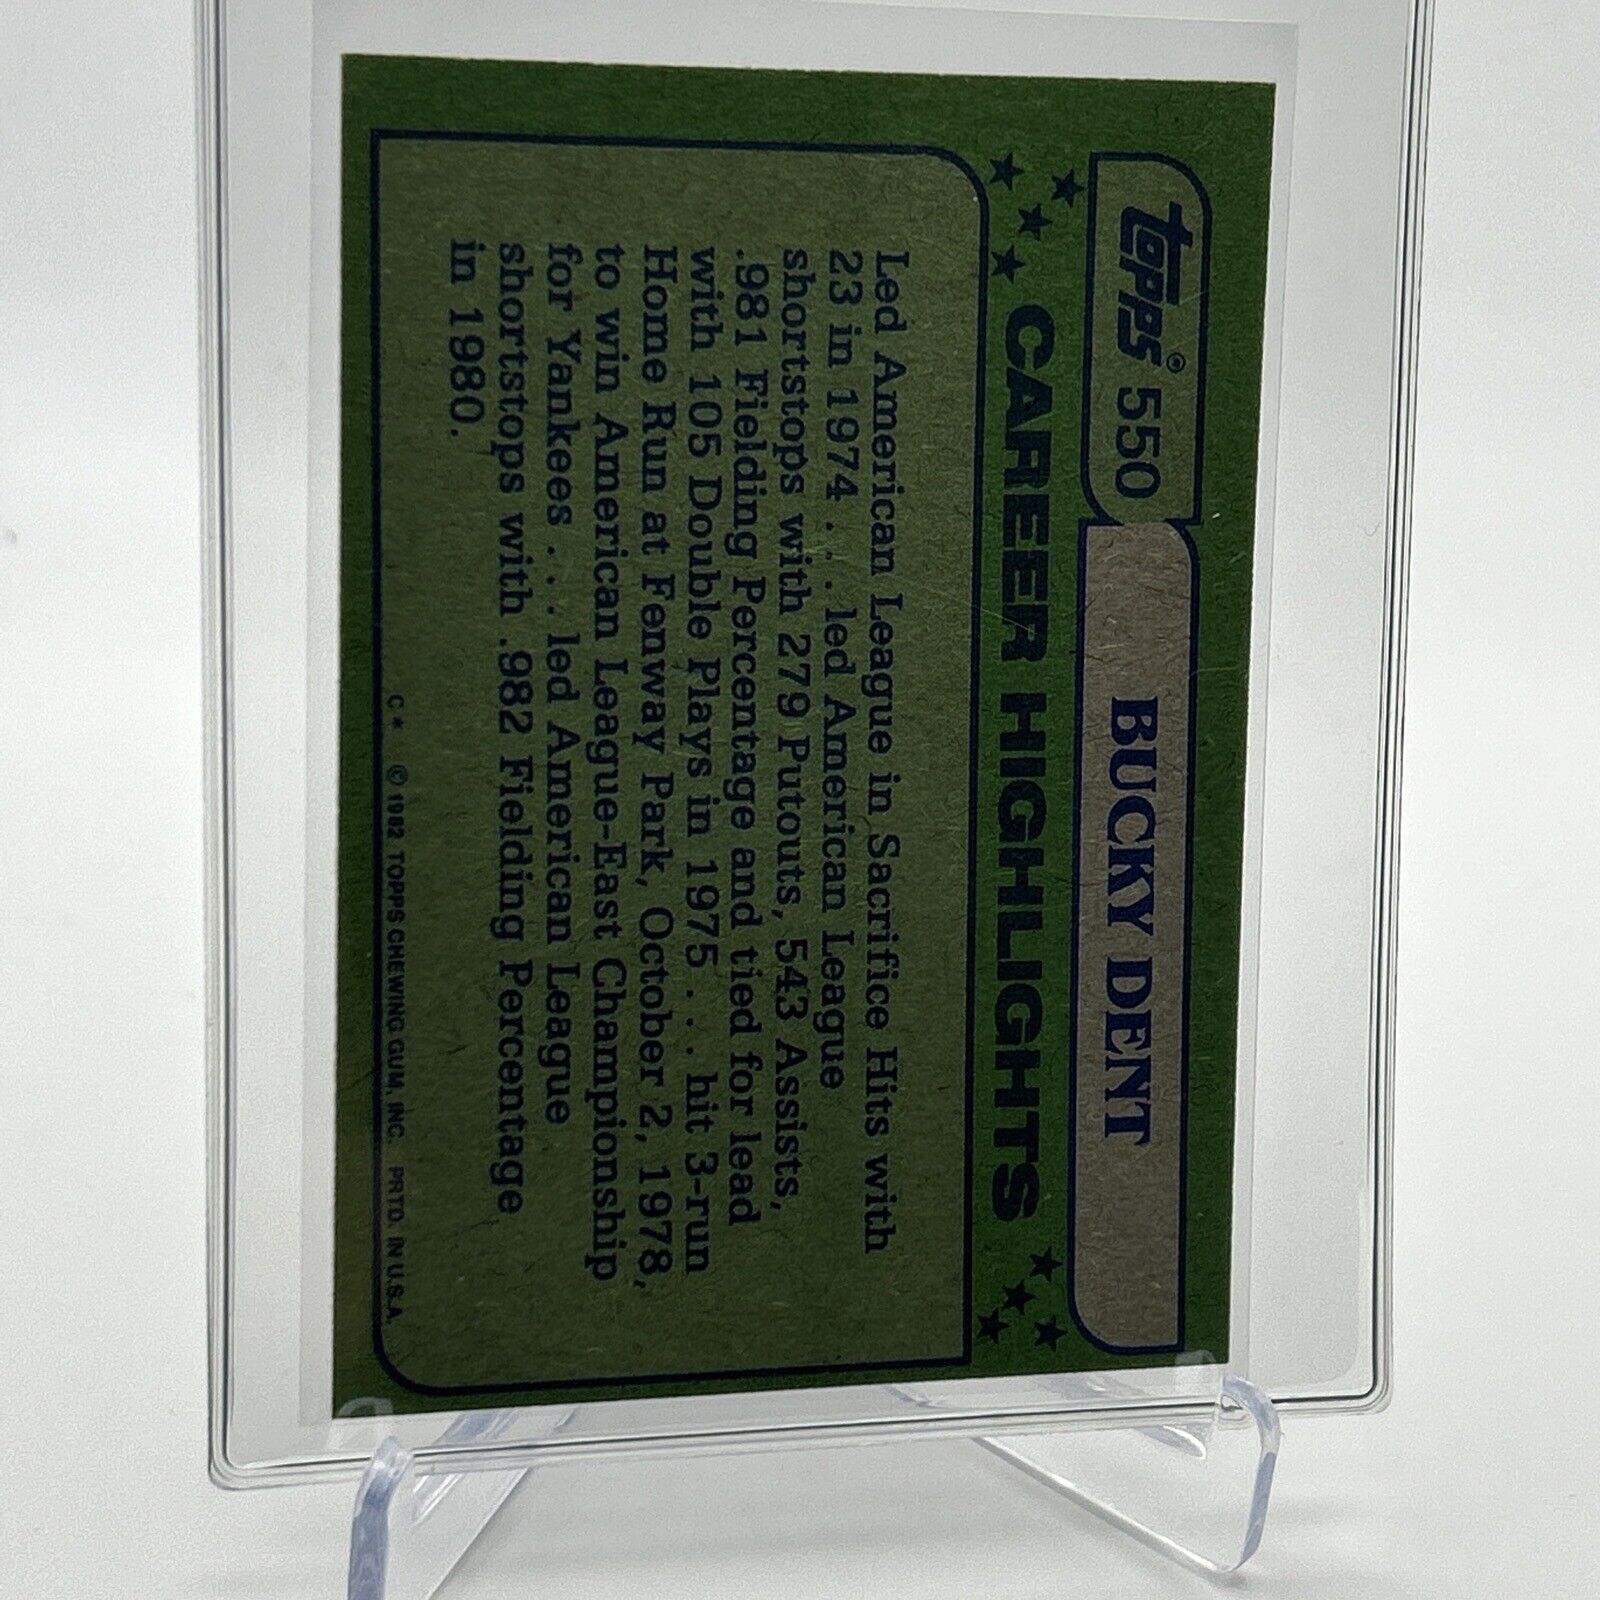 topps® 550
BUCKY DENT
CAREER HIGHLIGHTS
Led American League in Sacrifice Hits with
23 in 1974 . . . led American League
shortstops with 279 Putouts, 543 Assists,
.981 Fielding Percentage and tied for lead
with 105 Double Plays in 1975 . . . hit 3-run
Home Run at Fenway Park, October 2, 1978,
to win American League-East Championship
for Yankees . . . led American League
shortstops with .982 Fielding Percentage
in 1980.
C* © 1982 TOPPS CHEWING GUM, INC. PRTD. IN U.S.A.